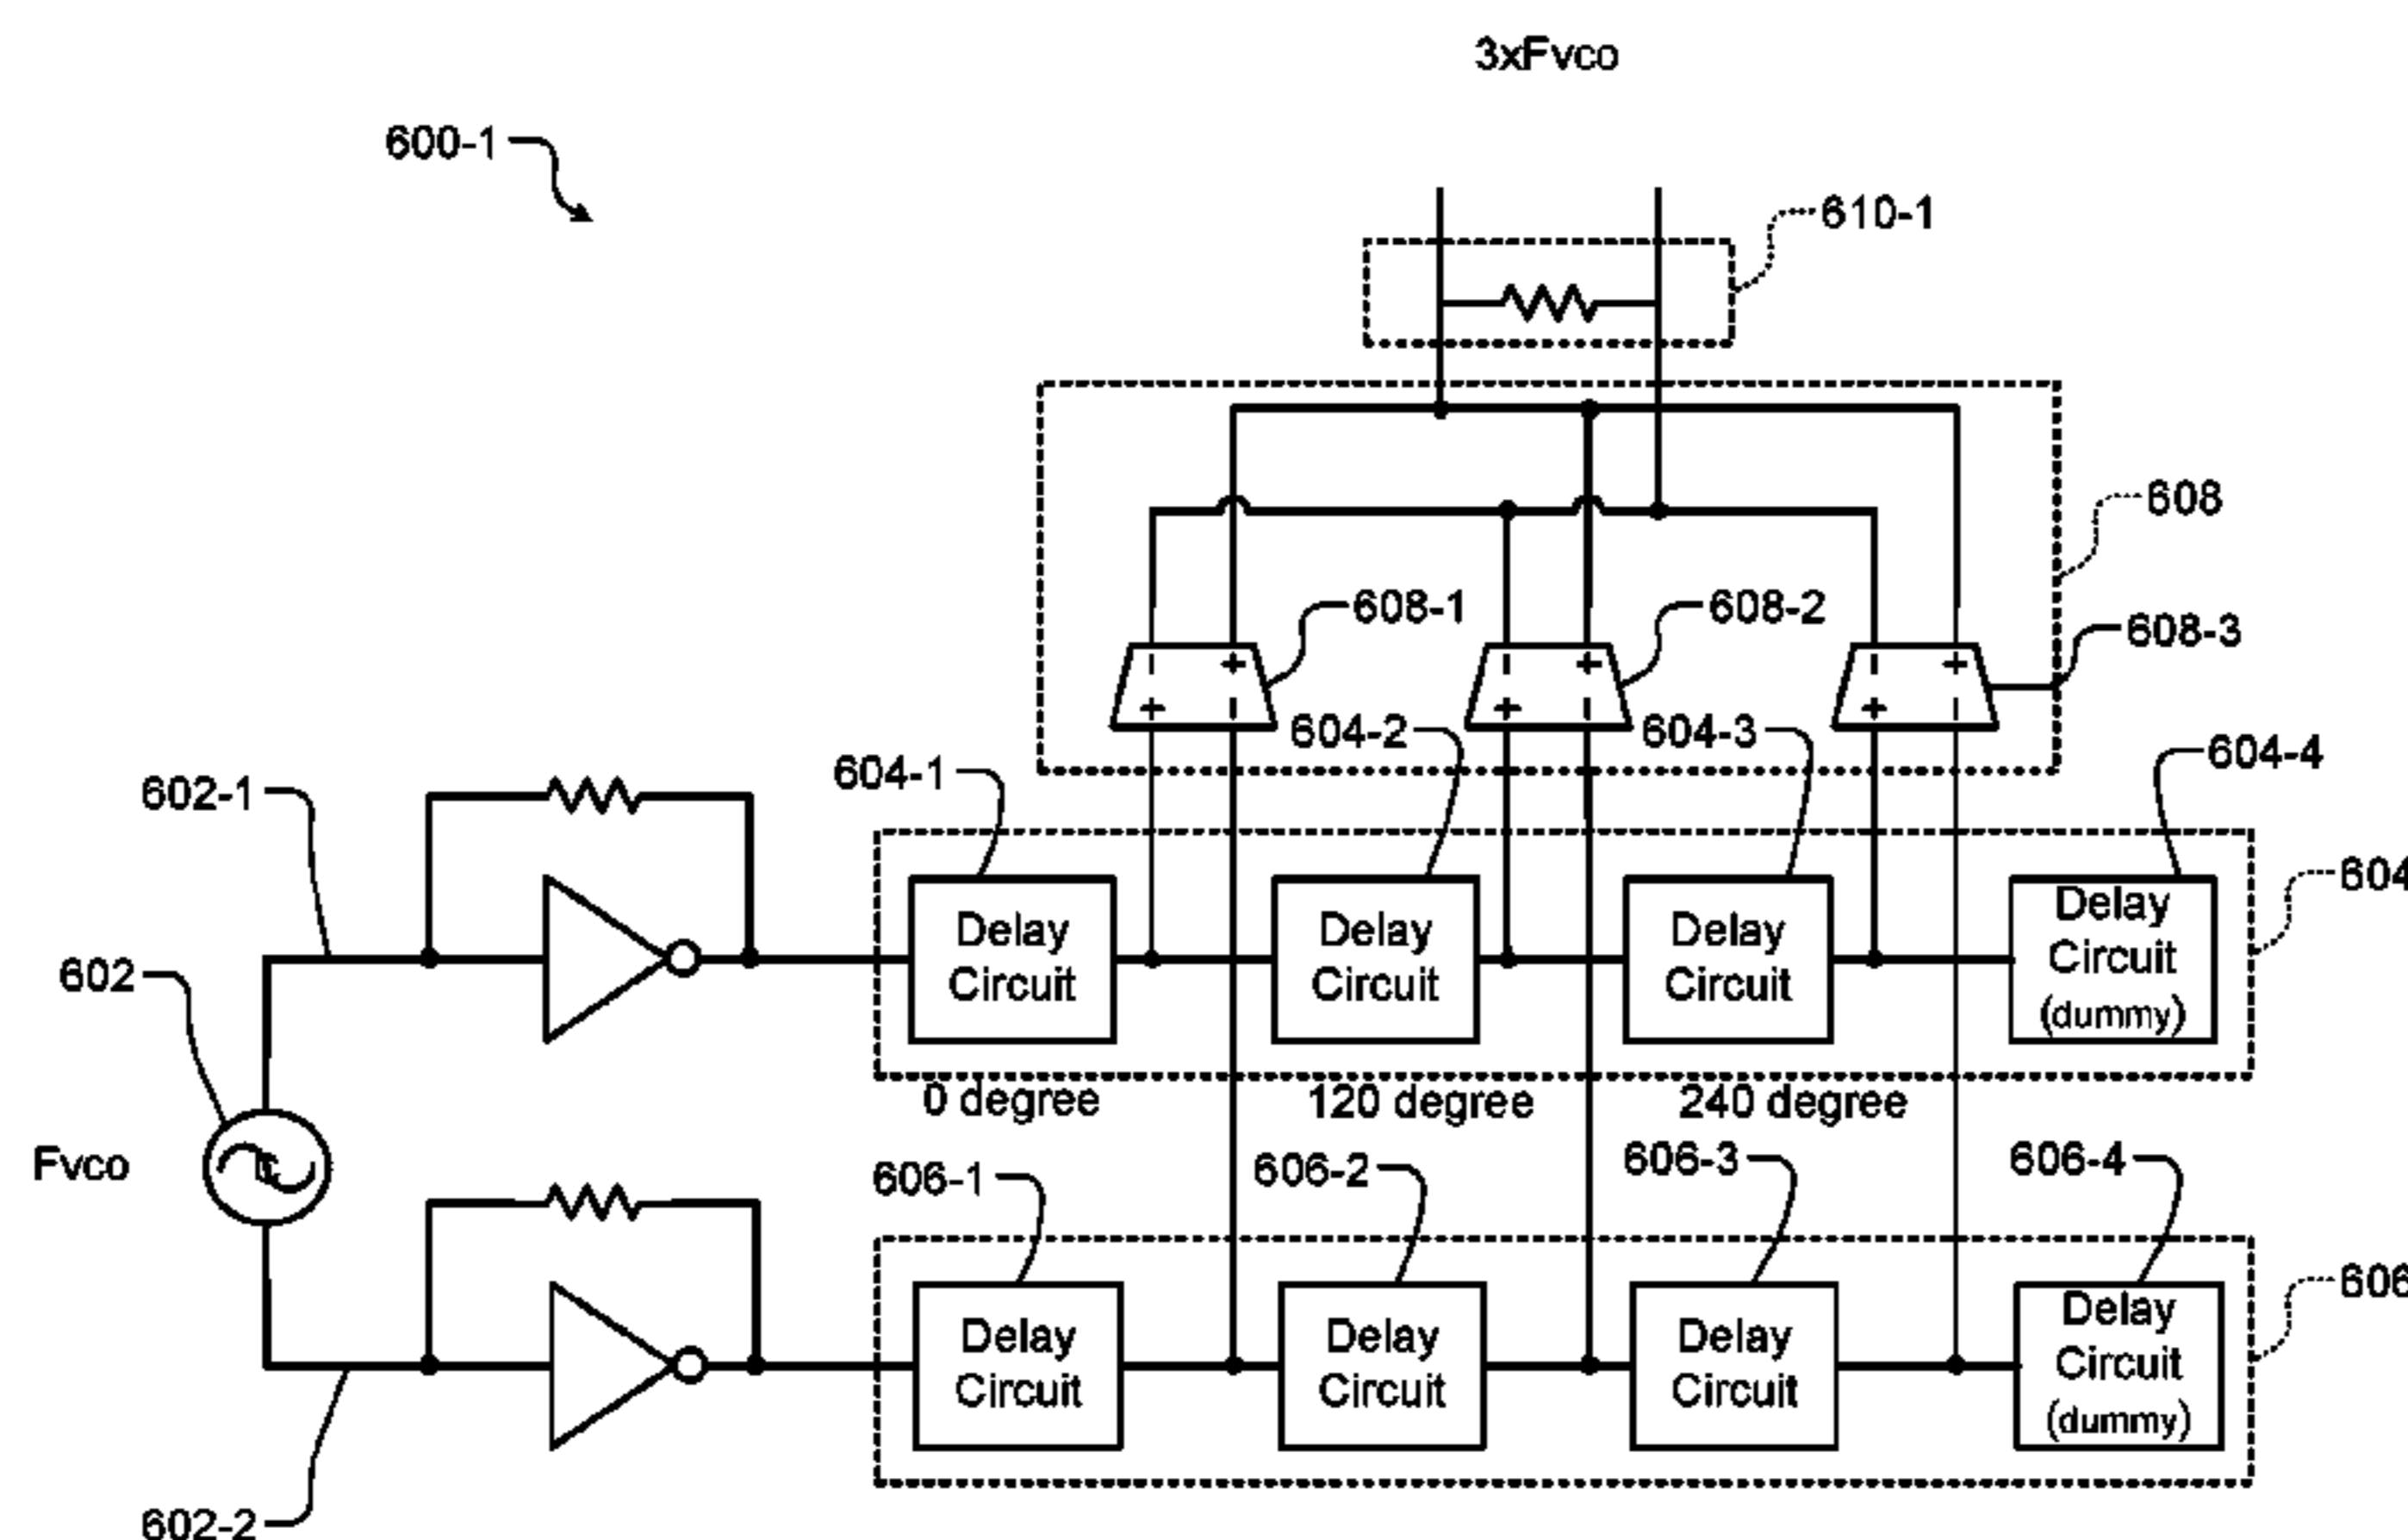 3xFvco
600-1
610-1
608
608-1
608-2
608-3
- +
+ -
- +
+ -
- +
+ -
604-2
604-3
604-4
604-1
602-1
604
Delay
Circuit
Delay
Circuit
Delay
Circuit
Delay
Circuit
(dummy)
602
0 degree
120 degree
240 degree
Fvco
606-1
606-2
606-3
606-4
606
Delay
Circuit
Delay
Circuit
Delay
Circuit
Delay
Circuit
(dummy)
602-2